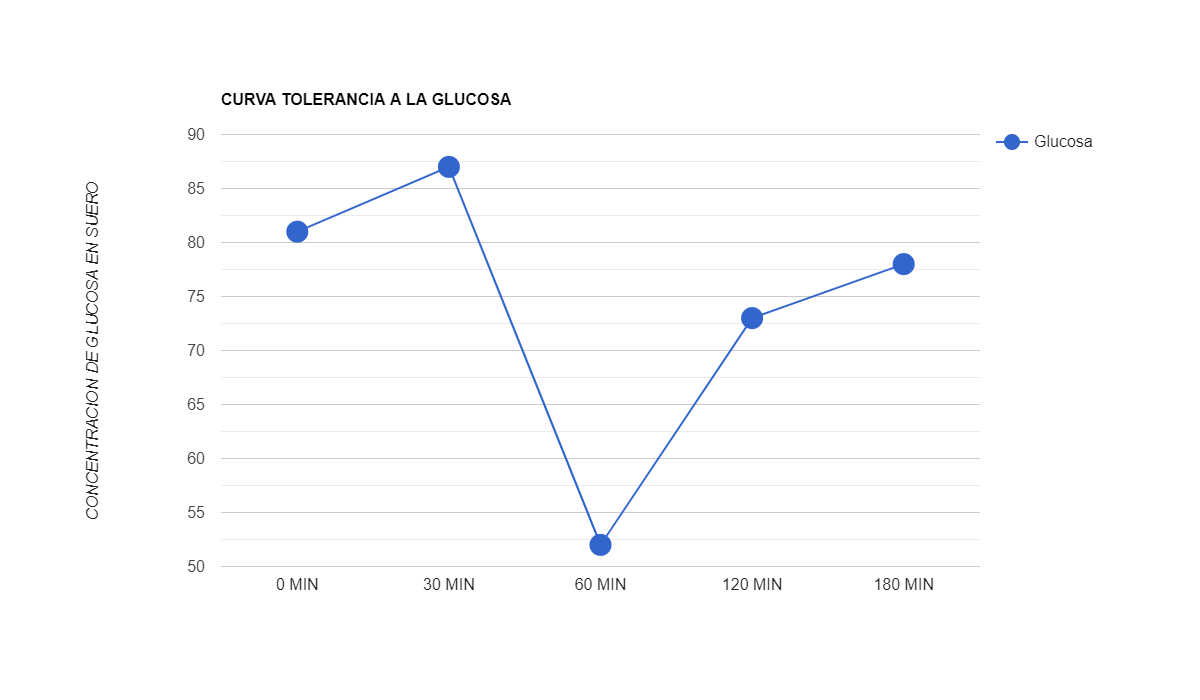 CURVA TOLERANCIA A LA GLUCOSA
Glucosa
CONCENTRACION DE GLUCOSA EN SUERO
90
85
80
75
70
65
60
55
50
0 MIN
30 MIN
60 MIN
120 MIN
180 MIN